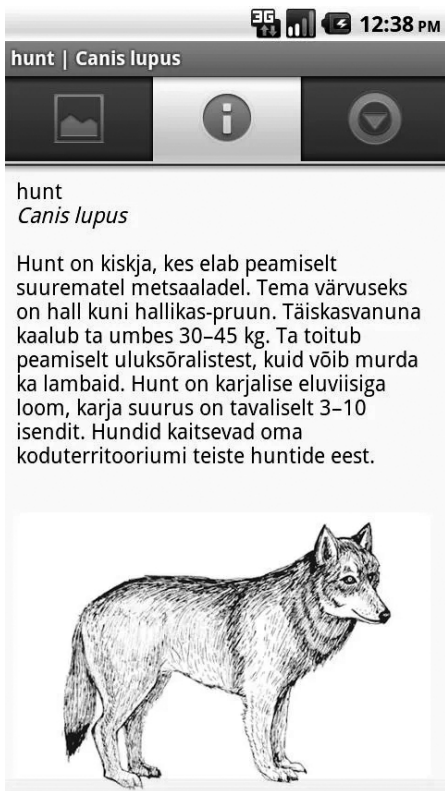 3G 12:38 PM
hunt | Canis lupus
hunt
Canis lupus
Hunt on kiskja, kes elab peamiselt
suurematel metsaaladel. Tema värvuseks
on hall kuni hallikas-pruun. Täiskasvanuna
kaalub ta umbes 30–45 kg. Ta toitub
peamiselt uluksõralistest, kuid võib murda
ka lambaid. Hunt on karjalise eluviisiga
loom, karja suurus on tavaliselt 3–10
isendit. Hundid kaitsevad oma
koduterritooriumi teiste huntide eest.